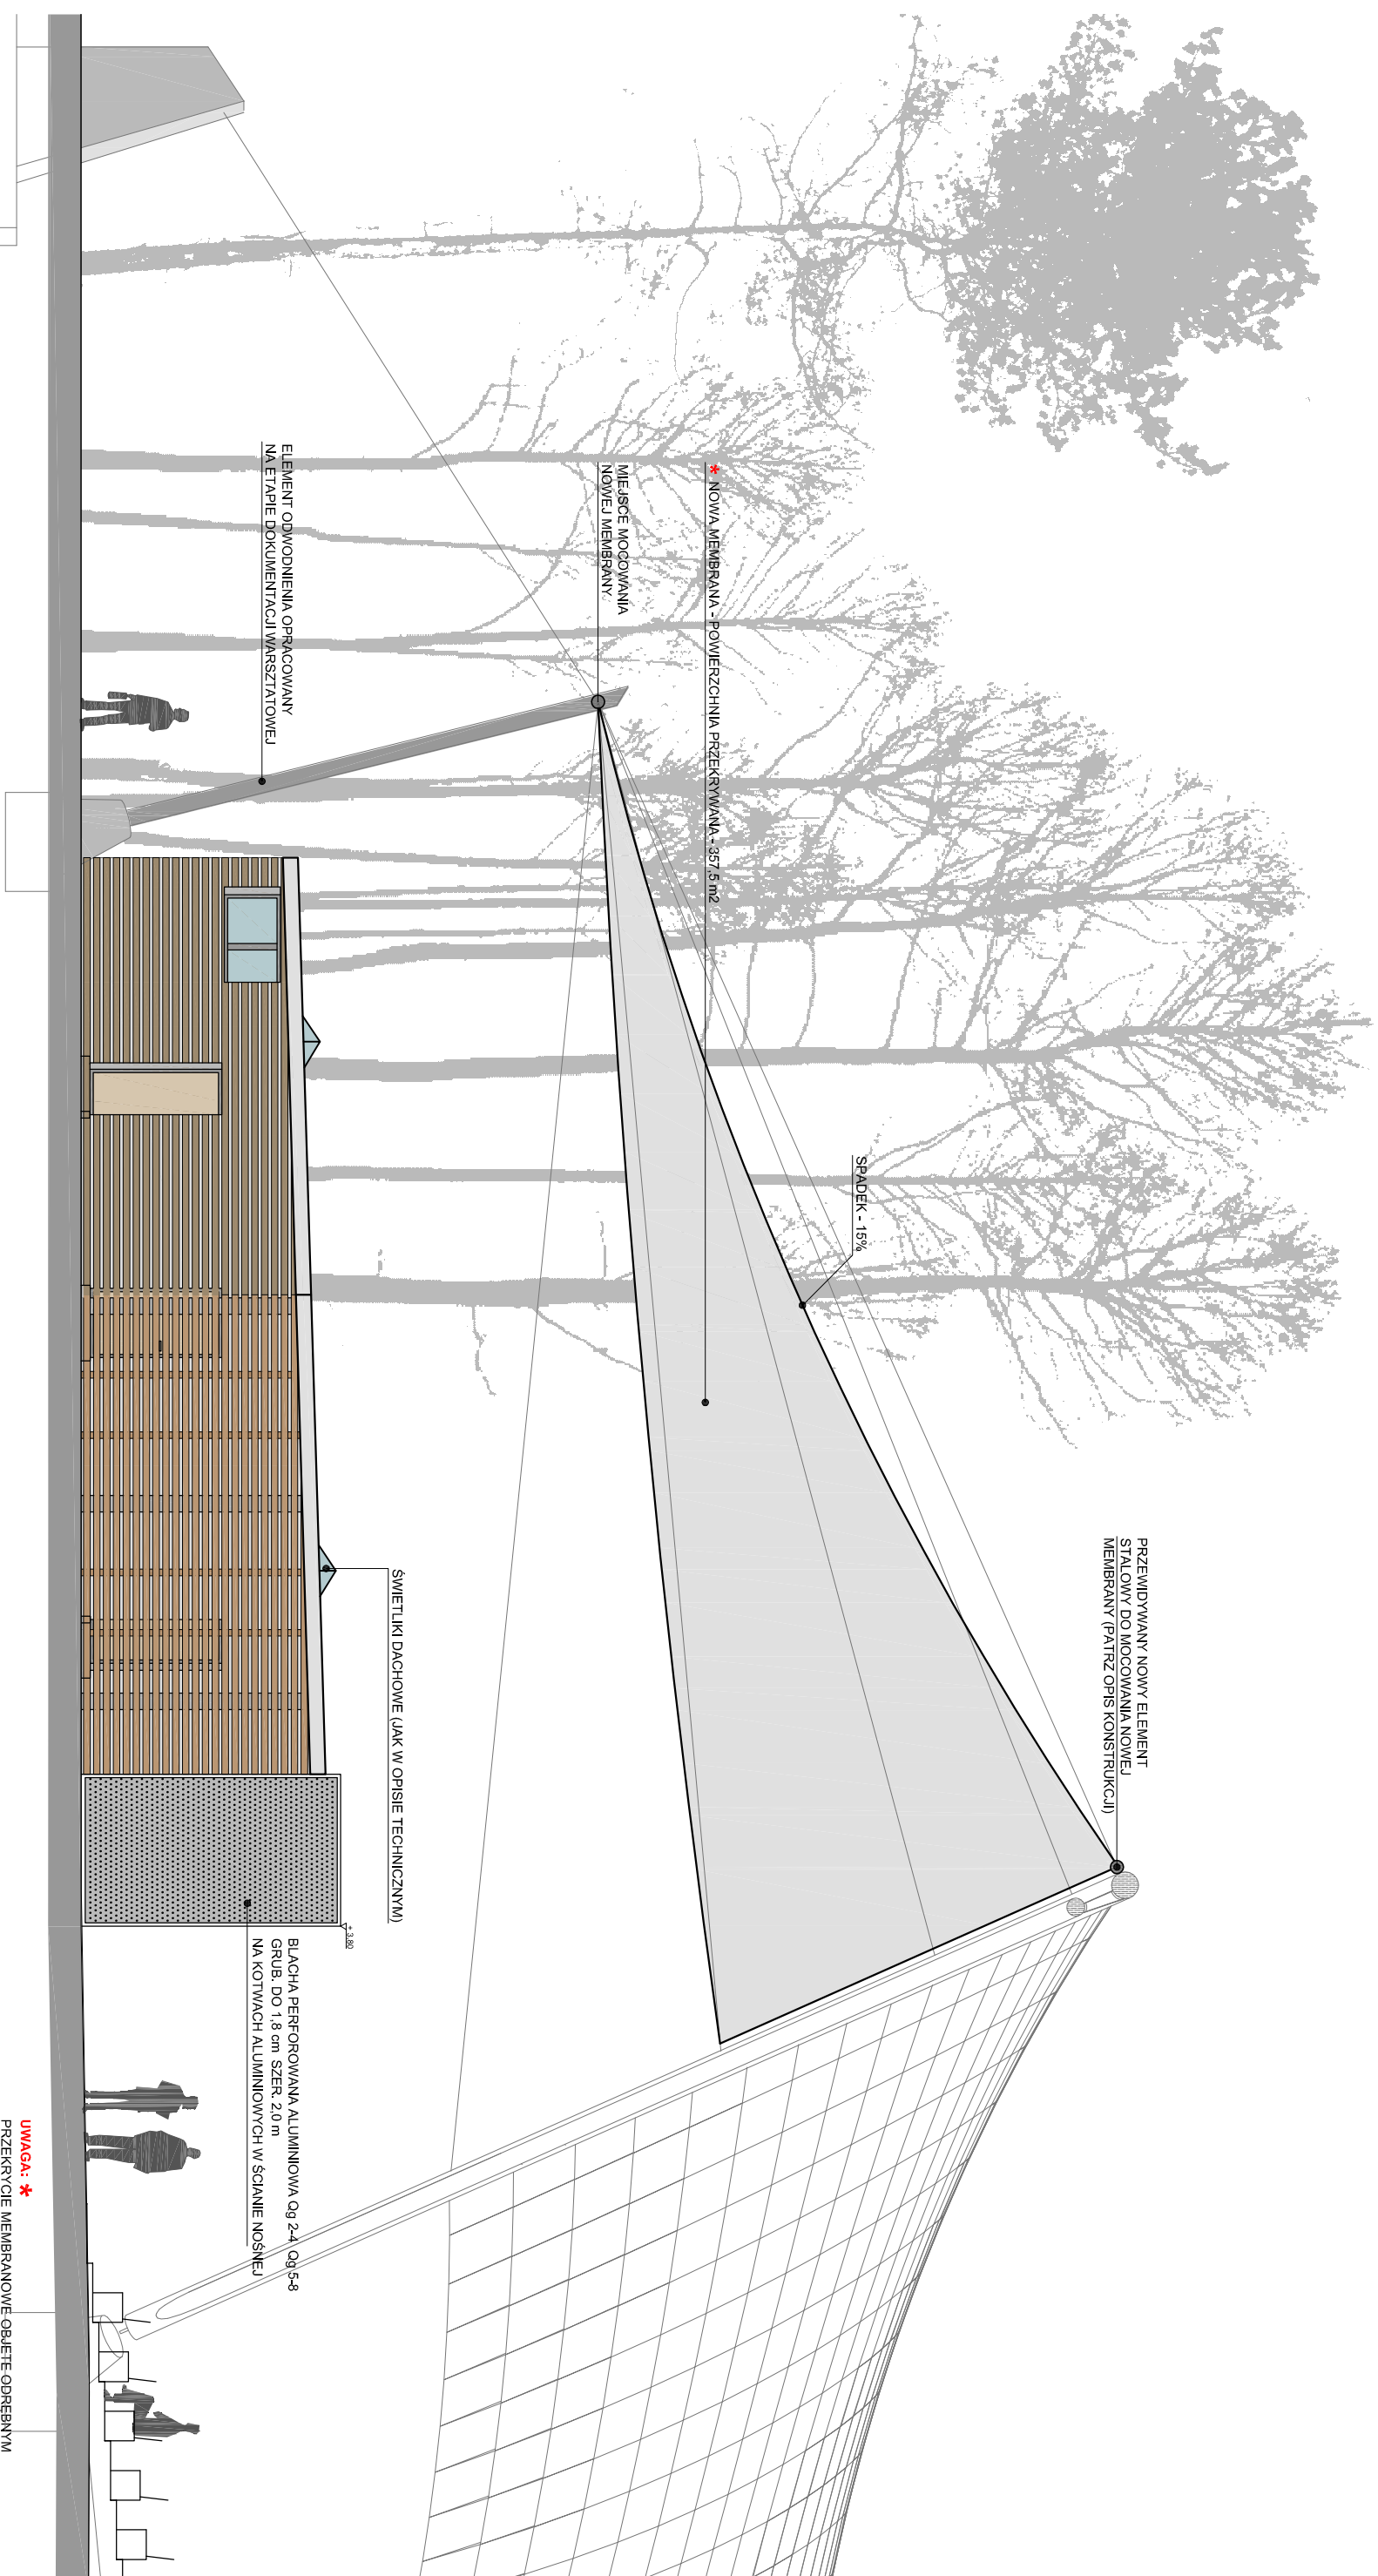 ELEMENT ODWODNIENIA OPRACOWANY
NA ETAPIE DOKUMENTACJI WARSZTATOWEJ
MIEJSCE MOCOWANIA
NOWEJ MEMBRANY
* NOWA MEMBRANA - POWIERZCHNIA PRZEKRYWANA - 357,5 m2
SPADEK - 15%
PRZEWIDYWANY NOWY ELEMENT
STALOWY DO MOCOWANIA NOWEJ
MEMBRANY (PATRZ OPIS KONSTRUKCJI)
ŚWIETLIKI DACHOWE (JAK W OPISIE TECHNICZNYM)
+ 3,80
BLACHA PERFOROWANA ALUMINIOWA Qg 2-4, Qg 5-8
GRUB. DO 1,8 cm SZER. 2,0 m
NA KOTWACH ALUMINIOWYCH W ŚCIANIE NOŚNEJ
UWAGA: *
PRZEKRYCIE MEMBRANOWE OBJETE ODRĘBNYM